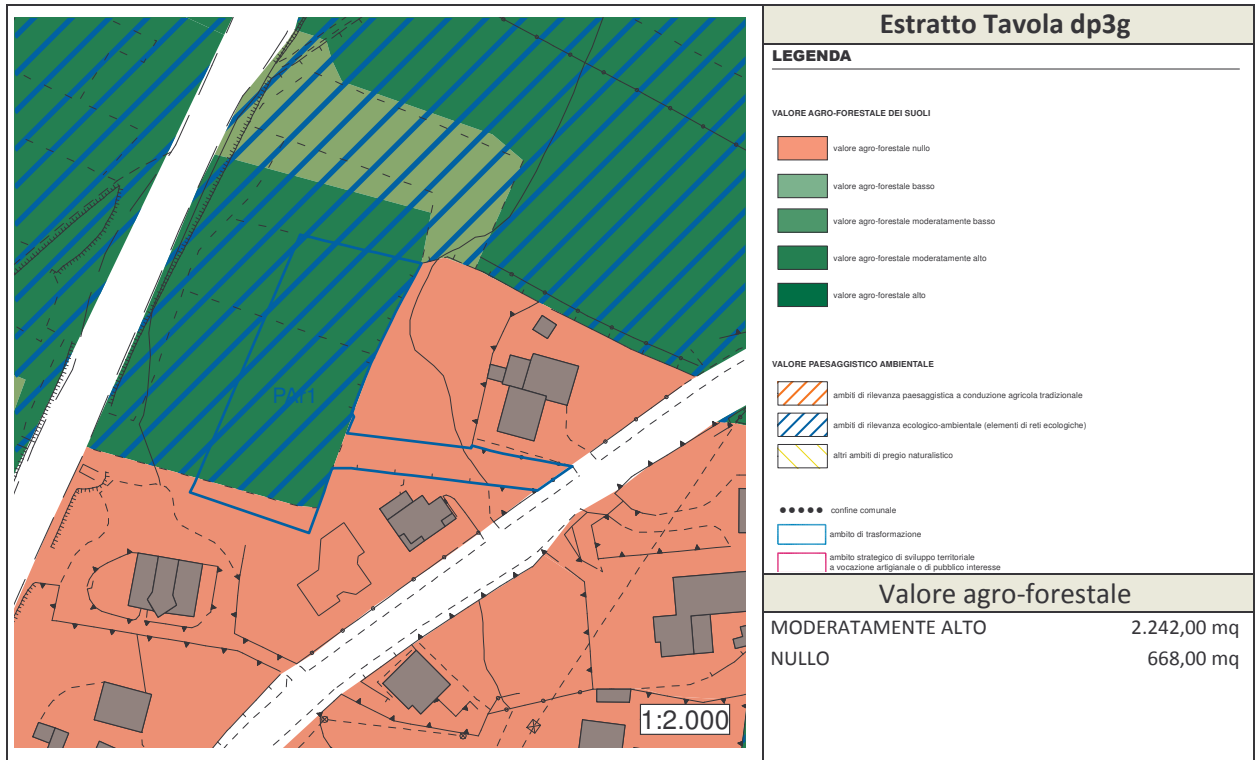 Estratto Tavola dp3g
LEGENDA
VALORE AGRO-FORESTALE DEI SUOLI
valore agro-forestale nullo
valore agro-forestale basso
valore agro-forestale moderatamente basso
valore agro-forestale moderatamente alto
valore agro-forestale alto
VALORE PAESAGGISTICO AMBIENTALE
ambiti di rilevanza paesaggistica a conduzione agricola tradizionale
ambiti di rilevanza ecologico-ambientale (elementi di reti ecologiche)
altri ambiti di pregio naturalistico
confine comunale
ambito di trasformazione
ambito strategico di sviluppo territoriale
a vocazione artigianale o di pubblico interesse
PAr1
1:2.000
Valore agro-forestale
MODERATAMENTE ALTO 2.242,00 mq
NULLO 668,00 mq